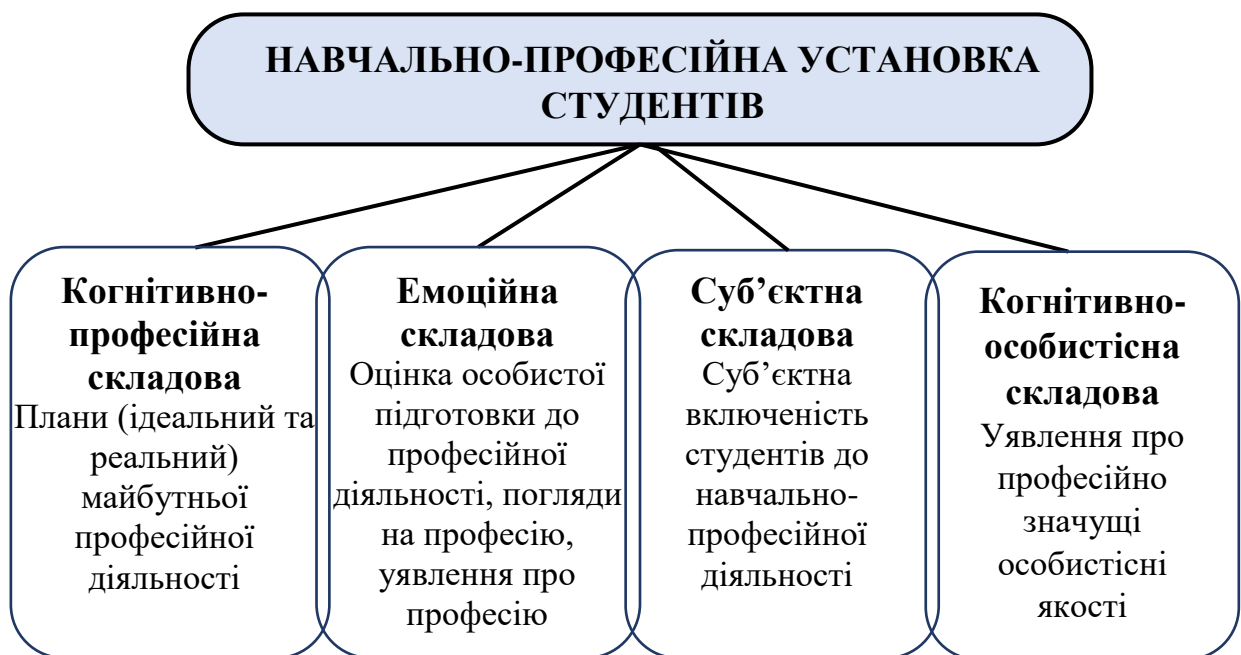 НАВЧАЛЬНО-ПРОФЕСІЙНА УСТАНОВКА
СТУДЕНТІВ
Когнітивно-
професійна
складова
Плани (ідеальний та
реальний)
майбутньої
професійної
діяльності
Емоційна
складова
Оцінка особистої
підготовки до
професійної
діяльності, погляди
на професію,
уявлення про
професію
Суб’єктна
складова
Суб’єктна
включеність
студентів до
навчально-
професійної
діяльності
Когнітивно-
особистісна
складова
Уявлення про
професійно
значущі
особистісні
якості